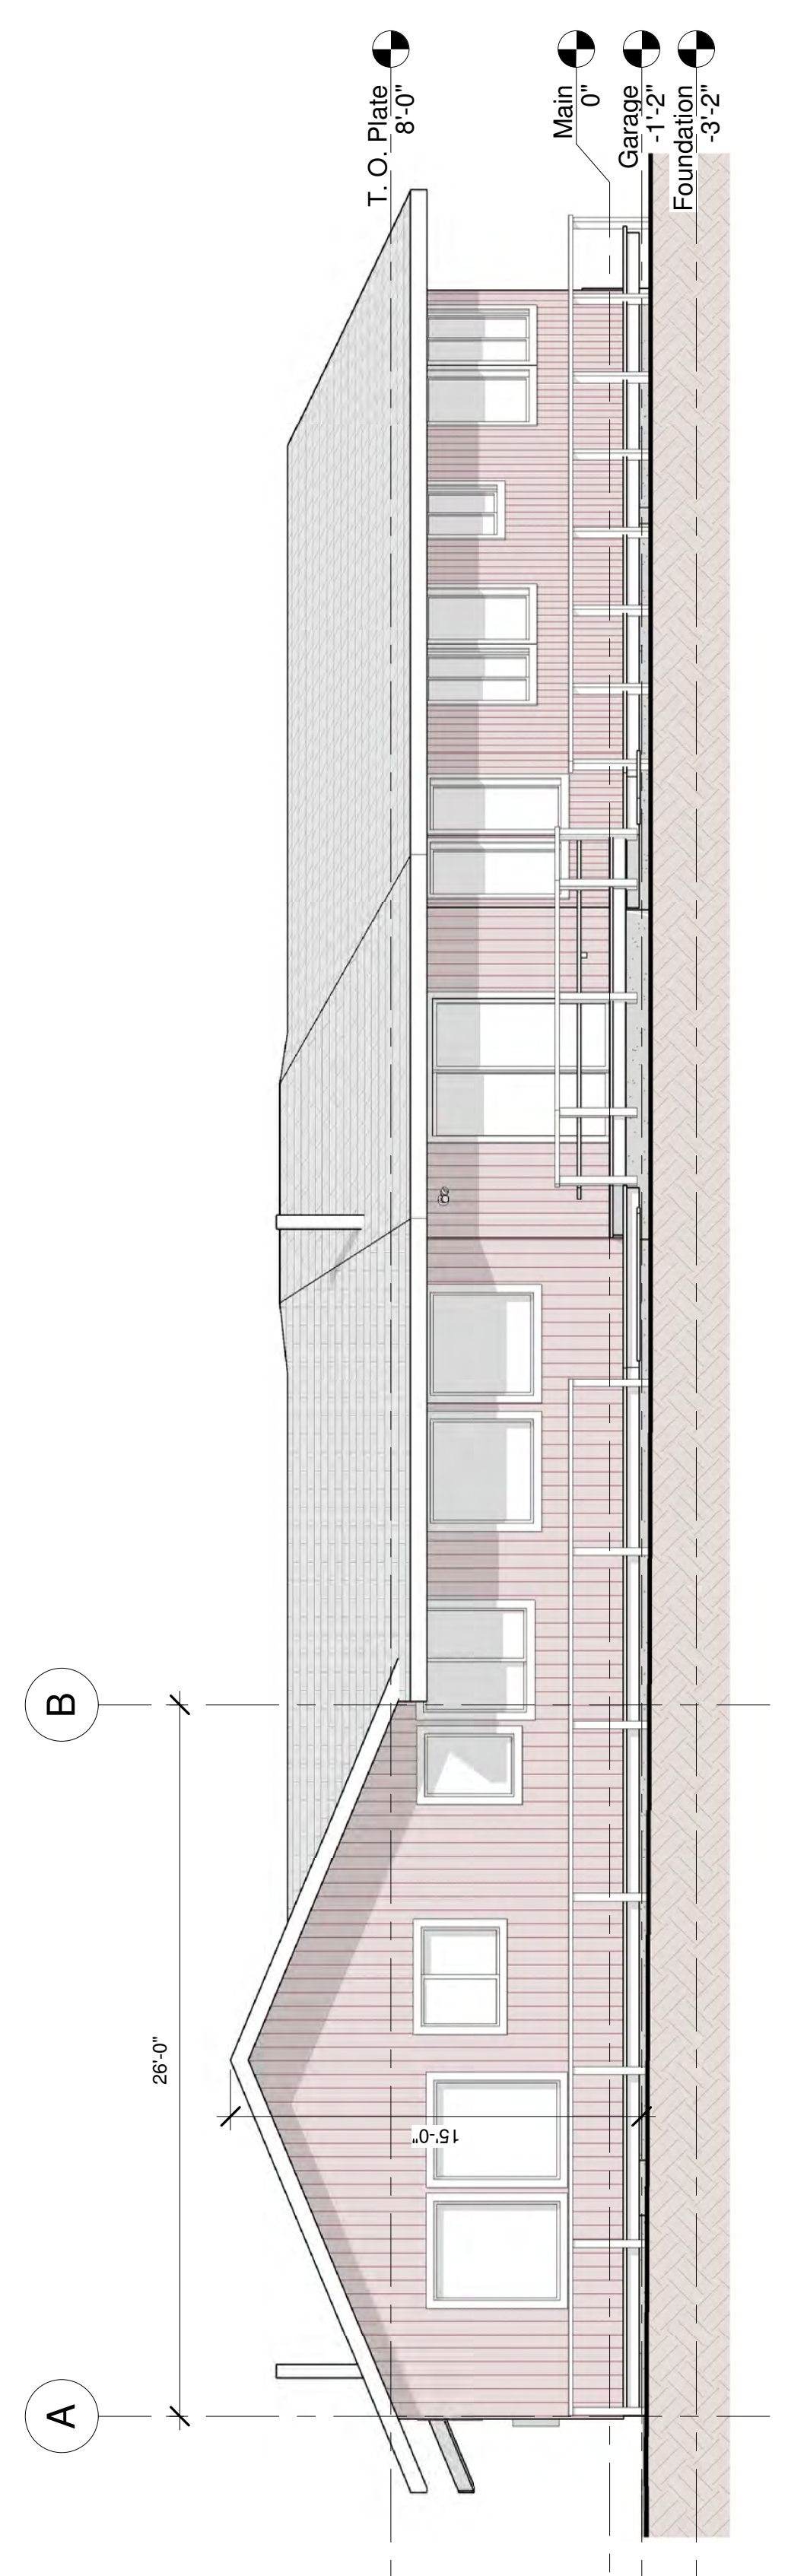 A
B
26'-0"
15'-0"
T. O. Plate
8'-0"
Main
0"
Garage
-1'-2"
Foundation
-3'-2"